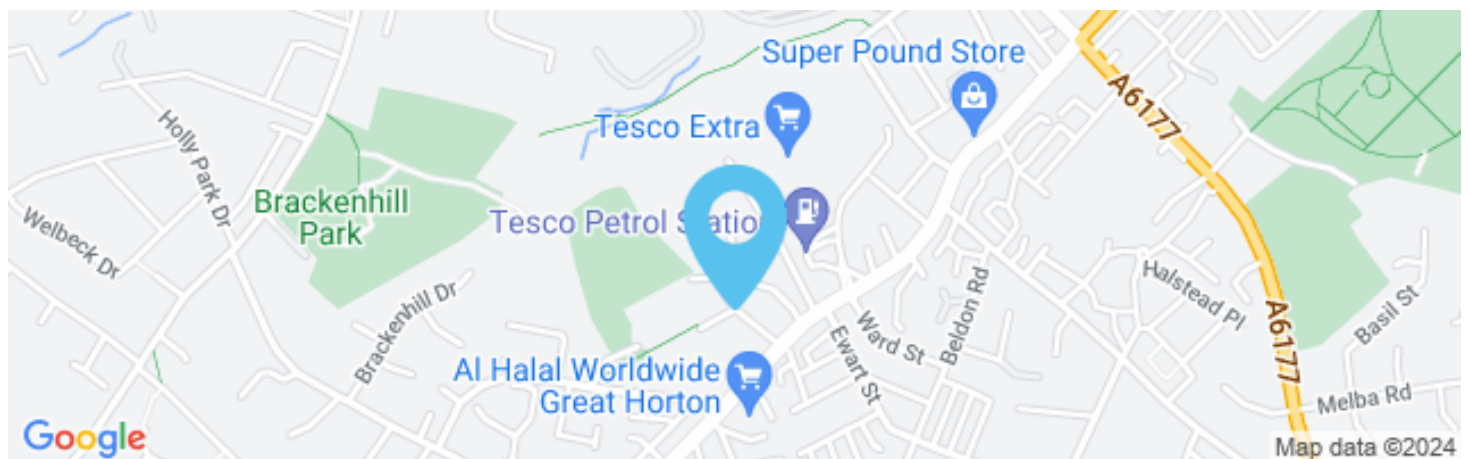 Super Pound Store
A6177
Tesco Extra
Holly Park Dr
Brackenhill
Park
Welbeck Dr
Tesco Petrol Station
Halstead Pl
Beldon Rd
Basil St
Brackenhill Dr
Ward St
Ewart St
A6177
Al Halal Worldwide
Great Horton
Melba Rd
Google
Map data ©2024